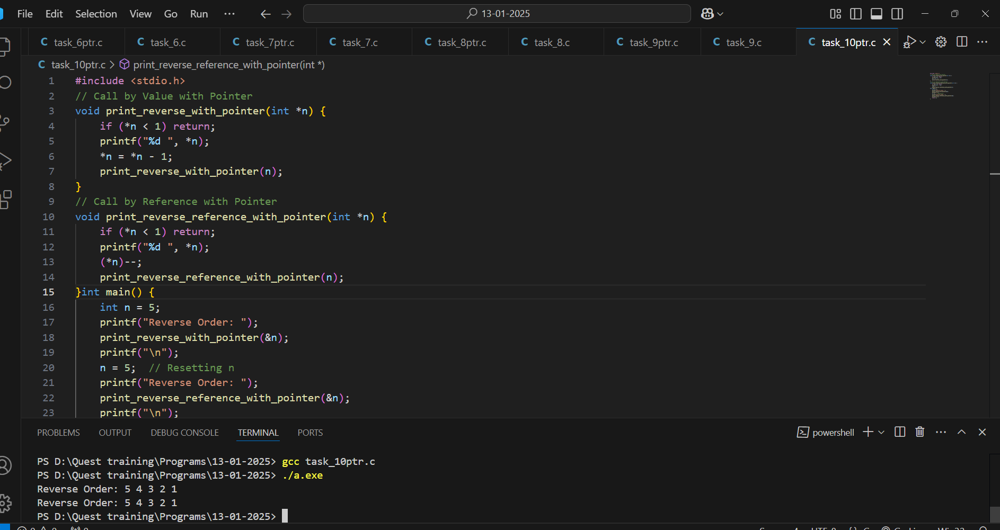 File Edit Selection View Go Run ··· 13-01-2025
task_6ptr.c task_6.c task_7ptr.c task_7.c task_8ptr.c task_8.c task_9ptr.c task_9.c task_10ptr.c
C task_10ptr.c > print_reverse_reference_with_pointer(int *)
1 #include <stdio.h>
2 // Call by Value with Pointer
3 void print_reverse_with_pointer(int *n) {
4 if (*n < 1) return;
5 printf("%d ", *n);
6 *n = *n - 1;
7 print_reverse_with_pointer(n);
8 }
9 // Call by Reference with Pointer
10 void print_reverse_reference_with_pointer(int *n) {
11 if (*n < 1) return;
12 printf("%d ", *n);
13 (*n)--;
14 print_reverse_reference_with_pointer(n);
15 }int main() {
16 int n = 5;
17 printf("Reverse Order: ");
18 print_reverse_with_pointer(&n);
19 printf("\n");
20 n = 5;  // Resetting n
21 printf("Reverse Order: ");
22 print_reverse_reference_with_pointer(&n);
23 printf("\n");
PROBLEMS OUTPUT DEBUG CONSOLE TERMINAL PORTS powershell
PS D:\Quest training\Programs\13-01-2025> gcc task_10ptr.c
PS D:\Quest training\Programs\13-01-2025> ./a.exe
Reverse Order: 5 4 3 2 1
Reverse Order: 5 4 3 2 1
PS D:\Quest training\Programs\13-01-2025>